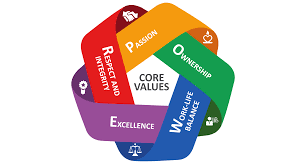 PASSION
OWNERSHIP
WORK-LIFE
BALANCE
EXCELLENCE
RESPECT AND
INTEGRITY
CORE
VALUES